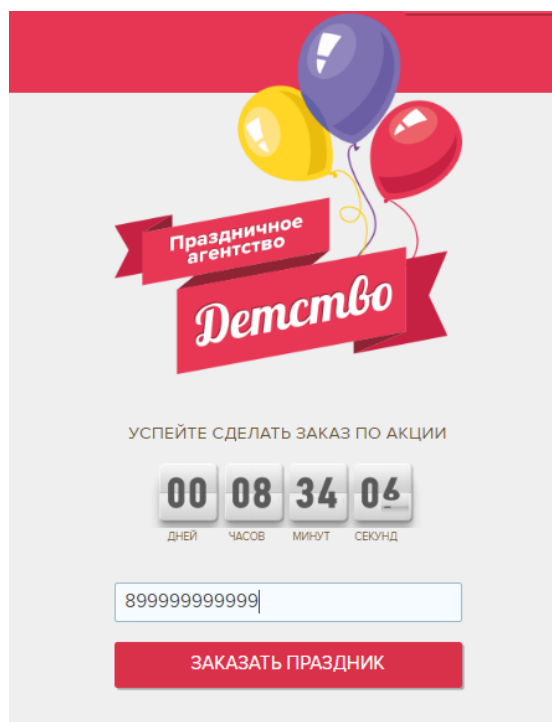 Праздничное
агентство
Детство
УСПЕЙТЕ СДЕЛАТЬ ЗАКАЗ ПО АКЦИИ
00 08 34 06
ДНЕЙ ЧАСОВ МИНУТ СЕКУНД
899999999999
ЗАКАЗАТЬ ПРАЗДНИК